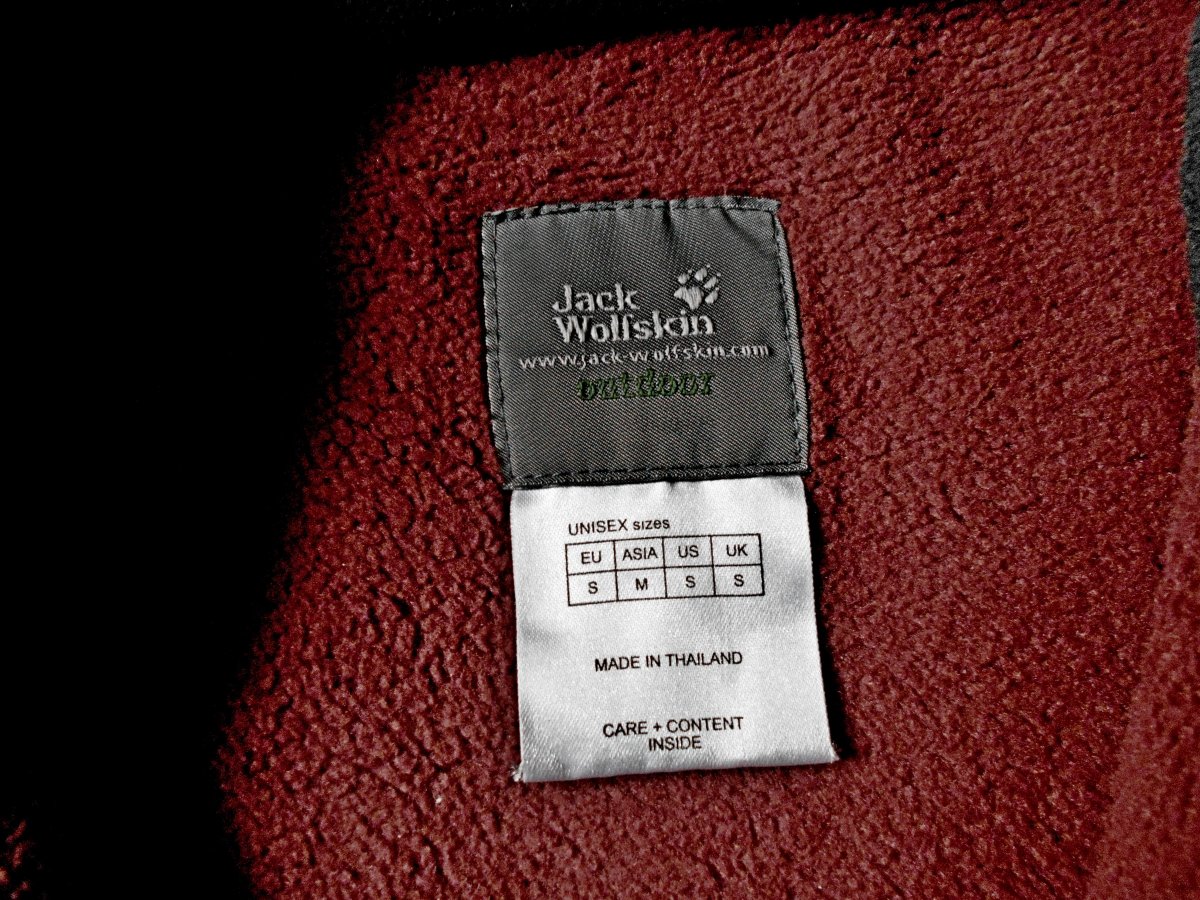 Jack
Wolfskin
www.jack-wolfskin.com
outdoor
UNISEX sizes
EU ASIA US UK
S M S S
MADE IN THAILAND
CARE + CONTENT
INSIDE